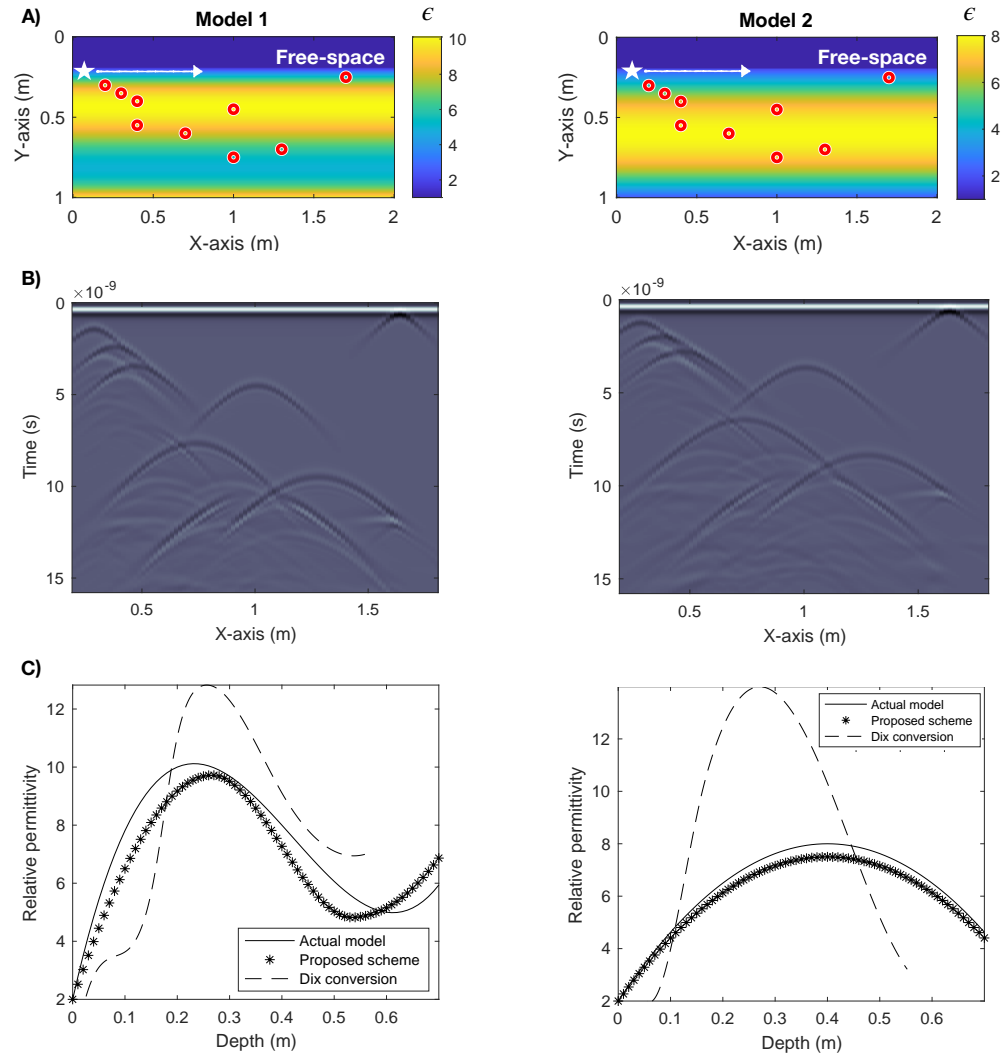 A)
Model 1
ϵ
Free-space
Y-axis (m)
0
0.5
1
0
0.5
1
1.5
2
X-axis (m)
10
8
6
4
2
Model 2
ϵ
Free-space
Y-axis (m)
0
0.5
1
0
0.5
1
1.5
2
X-axis (m)
8
6
4
2
B)
×10⁻⁹
Time (s)
0
5
10
15
0.5
1
1.5
X-axis (m)
×10⁻⁹
Time (s)
0
5
10
15
0.5
1
1.5
X-axis (m)
C)
Relative permittivity
12
10
8
6
4
2
Actual model
Proposed scheme
Dix conversion
0
0.1
0.2
0.3
0.4
0.5
0.6
0.7
Depth (m)
Relative permittivity
12
10
8
6
4
2
Actual model
Proposed scheme
Dix conversion
0
0.1
0.2
0.3
0.4
0.5
0.6
0.7
Depth (m)